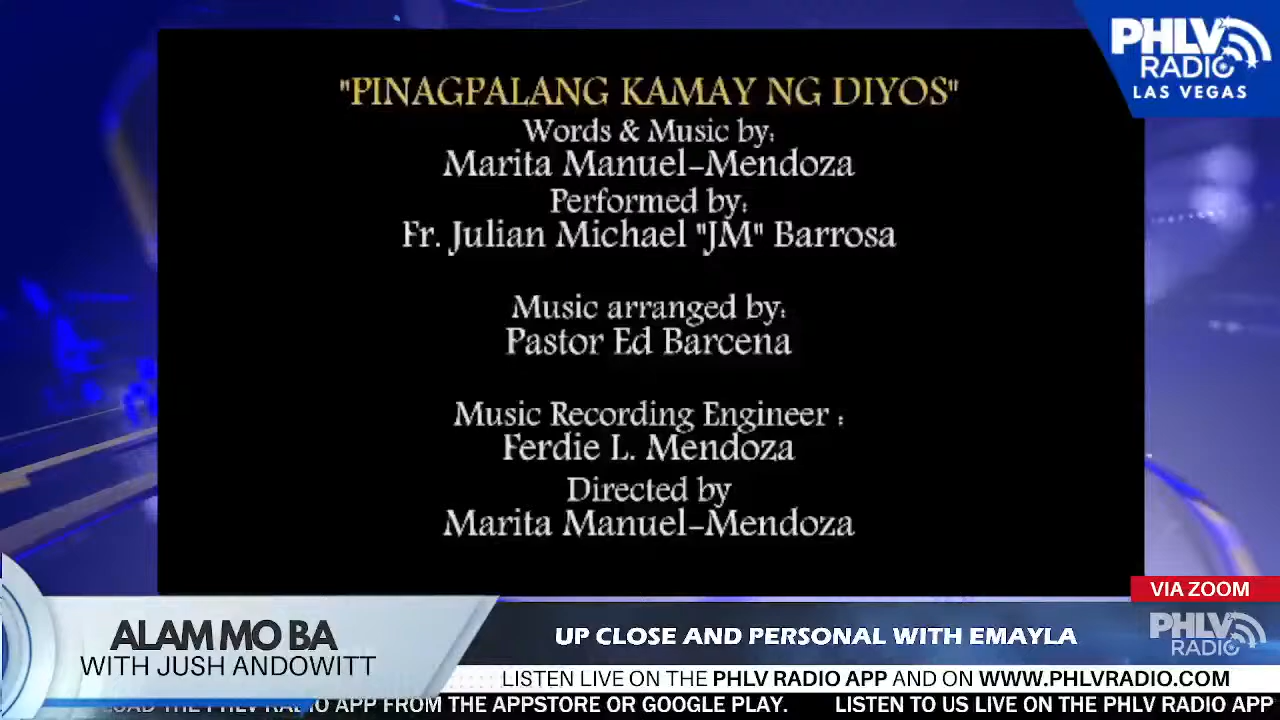 PHLV
RADIO
LAS VEGAS
"PINAGPALANG KAMAY NG DIYOS"
Words & Music by:
Marita Manuel-Mendoza
Performed by:
Fr. Julian Michael "JM" Barrosa
Music arranged by:
Pastor Ed Barcena
Music Recording Engineer :
Ferdie L. Mendoza
Directed by
Marita Manuel-Mendoza
VIA ZOOM
ALAM MO BA
WITH JUSH ANDOWITT
UP CLOSE AND PERSONAL WITH EMAYLA
PHLV
RADIO
LISTEN LIVE ON THE PHLV RADIO APP AND ON WWW.PHLVRADIO.COM
THE PHLV RADIO APP FROM THE APPSTORE OR GOOGLE PLAY. LISTEN TO US LIVE ON THE PHLV RADIO APP